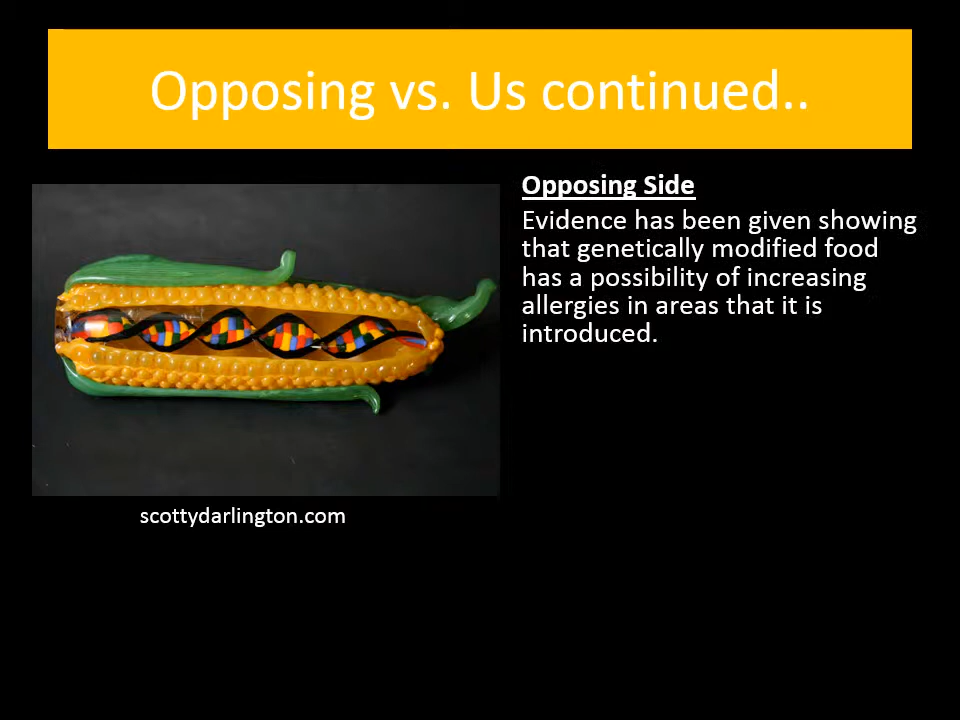 Opposing vs. Us continued..
Opposing Side
Evidence has been given showing
that genetically modified food
has a possibility of increasing
allergies in areas that it is
introduced.
scottydarlington.com